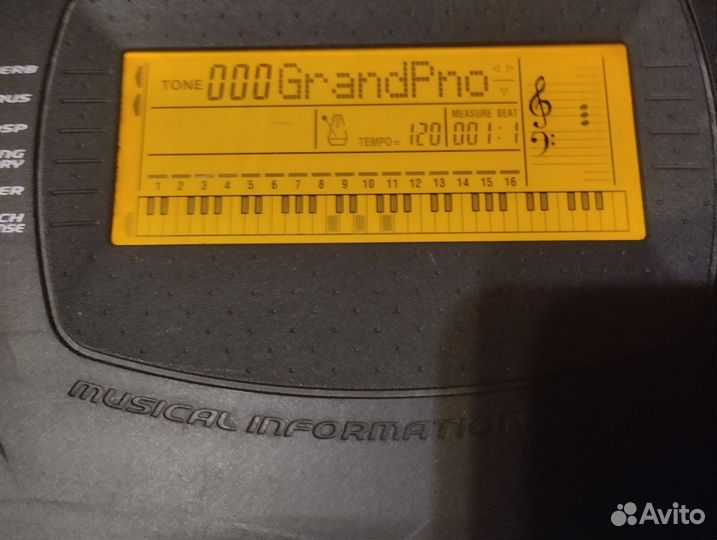 TONE 000 GrandPno
MEASURE BEAT
TEMPO= 120 001:1
1 2 3 4 5 6 7 8 9 10 11 12 13 14 15 16
MUSICAL INFORMATION
Avito